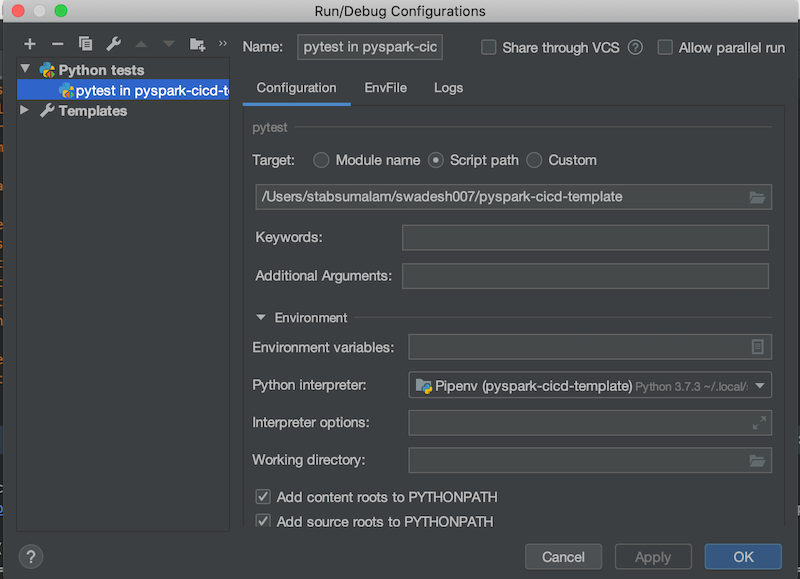 Run/Debug Configurations
Name: pytest in pyspark-cic Share through VCS ? Allow parallel run
Python tests
pytest in pyspark-cicd-t
Templates
Configuration EnvFile Logs
pytest
Target: Module name Script path Custom
/Users/stabsumalam/swadesh007/pyspark-cicd-template
Keywords:
Additional Arguments:
Environment
Environment variables:
Python interpreter: Pipenv (pyspark-cicd-template) Python 3.7.3 ~/.local/
Interpreter options:
Working directory:
Add content roots to PYTHONPATH
Add source roots to PYTHONPATH
? Cancel Apply OK